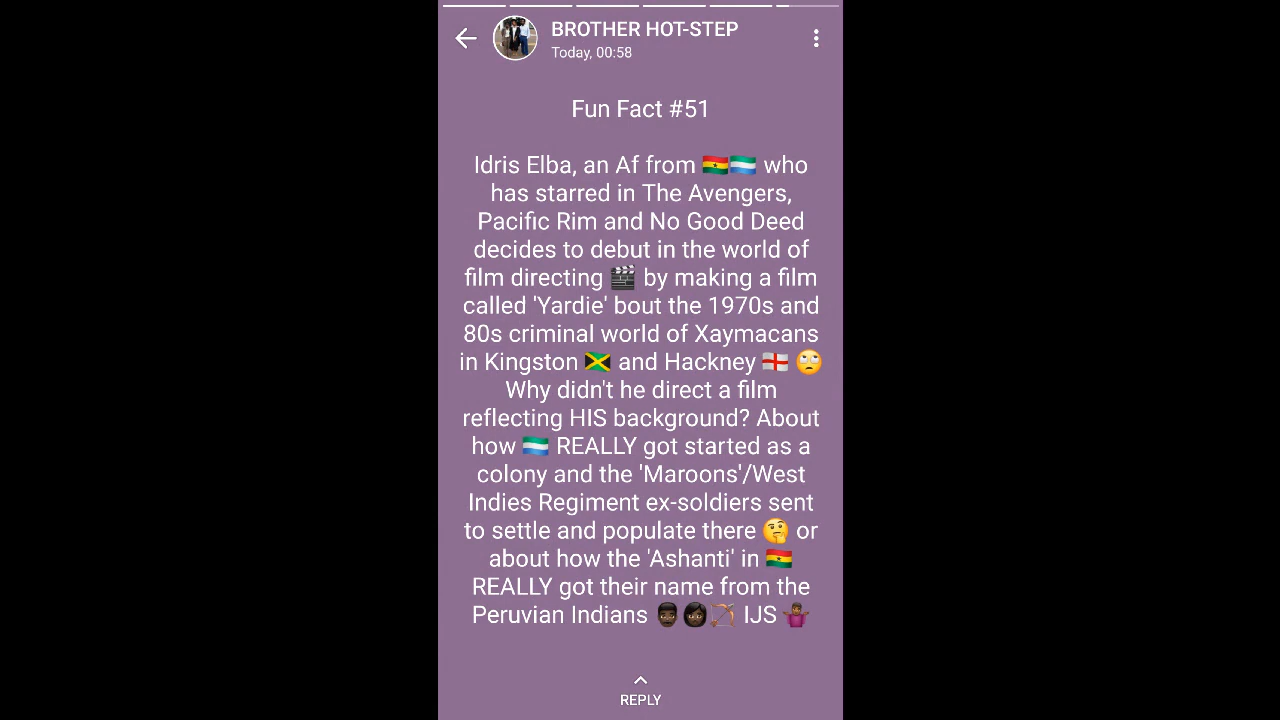 BROTHER HOT-STEP
Today, 00:58
Fun Fact #51
Idris Elba, an Af from 🇬🇭🇸🇱 who
has starred in The Avengers,
Pacific Rim and No Good Deed
decides to debut in the world of
film directing 🎬 by making a film
called 'Yardie' bout the 1970s and
80s criminal world of Xaymacans
in Kingston 🇯🇲 and Hackney 🏴󠁧󠁢󠁥󠁮󠁧󠁿 🙄
Why didn't he direct a film
reflecting HIS background? About
how 🇸🇱 REALLY got started as a
colony and the 'Maroons'/West
Indies Regiment ex-soldiers sent
to settle and populate there 🤔 or
about how the 'Ashanti' in 🇬🇭
REALLY got their name from the
Peruvian Indians 👨🏿👩🏿🏹 IJS 🤷🏾
REPLY